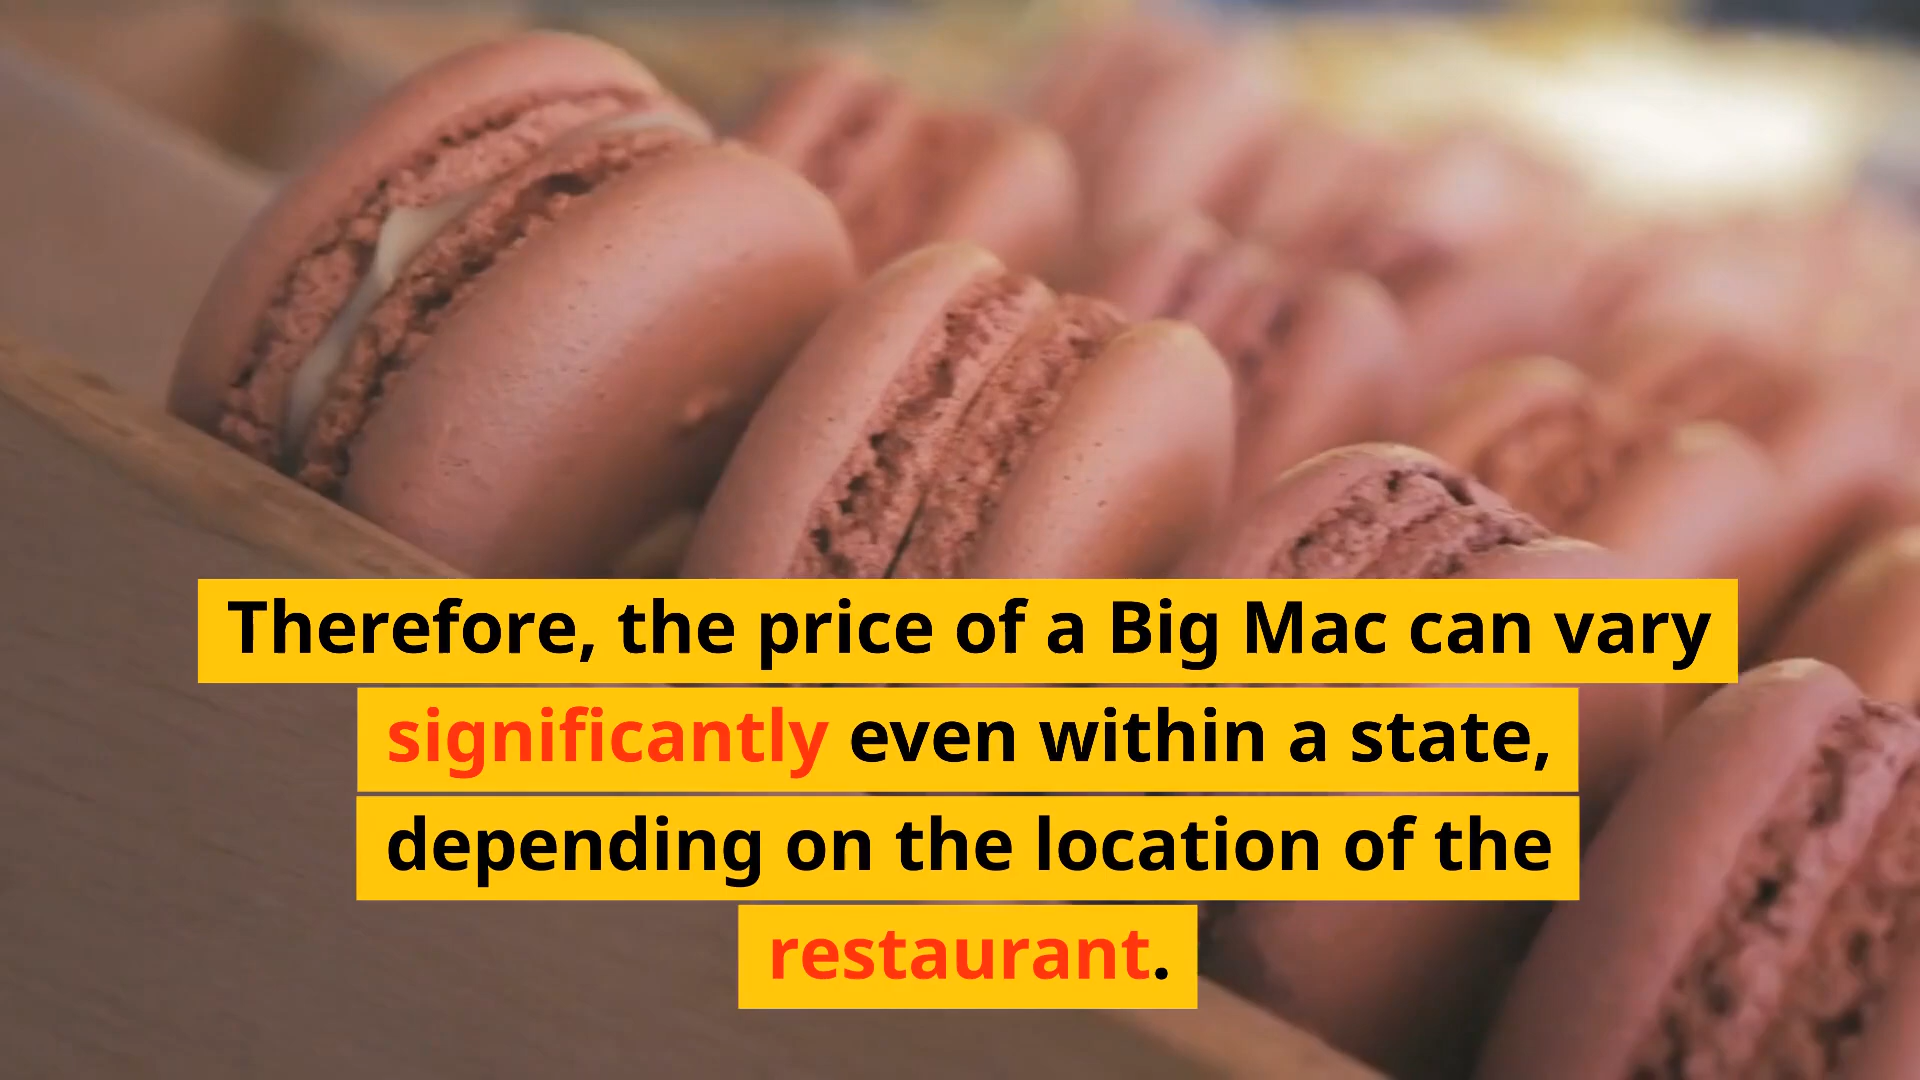 Therefore, the price of a Big Mac can vary
significantly even within a state,
depending on the location of the
restaurant.